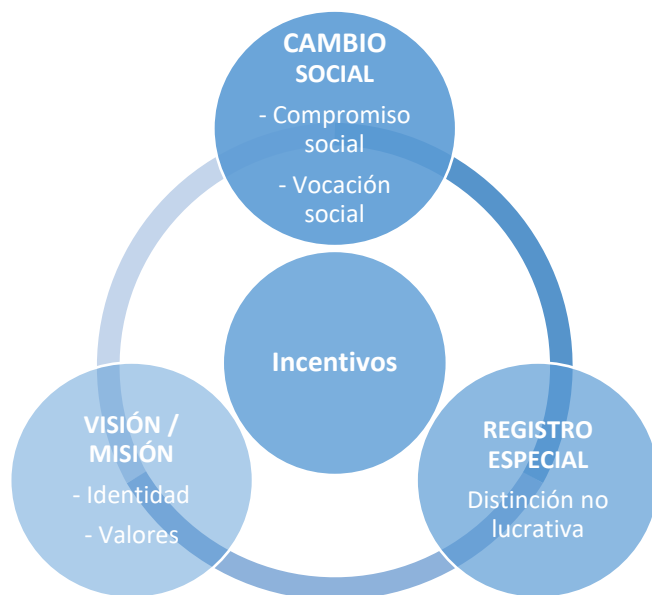 CAMBIO
SOCIAL
- Compromiso
social
- Vocación
social
Incentivos
VISIÓN /
MISIÓN
- Identidad
- Valores
REGISTRO
ESPECIAL
Distinción no
lucrativa